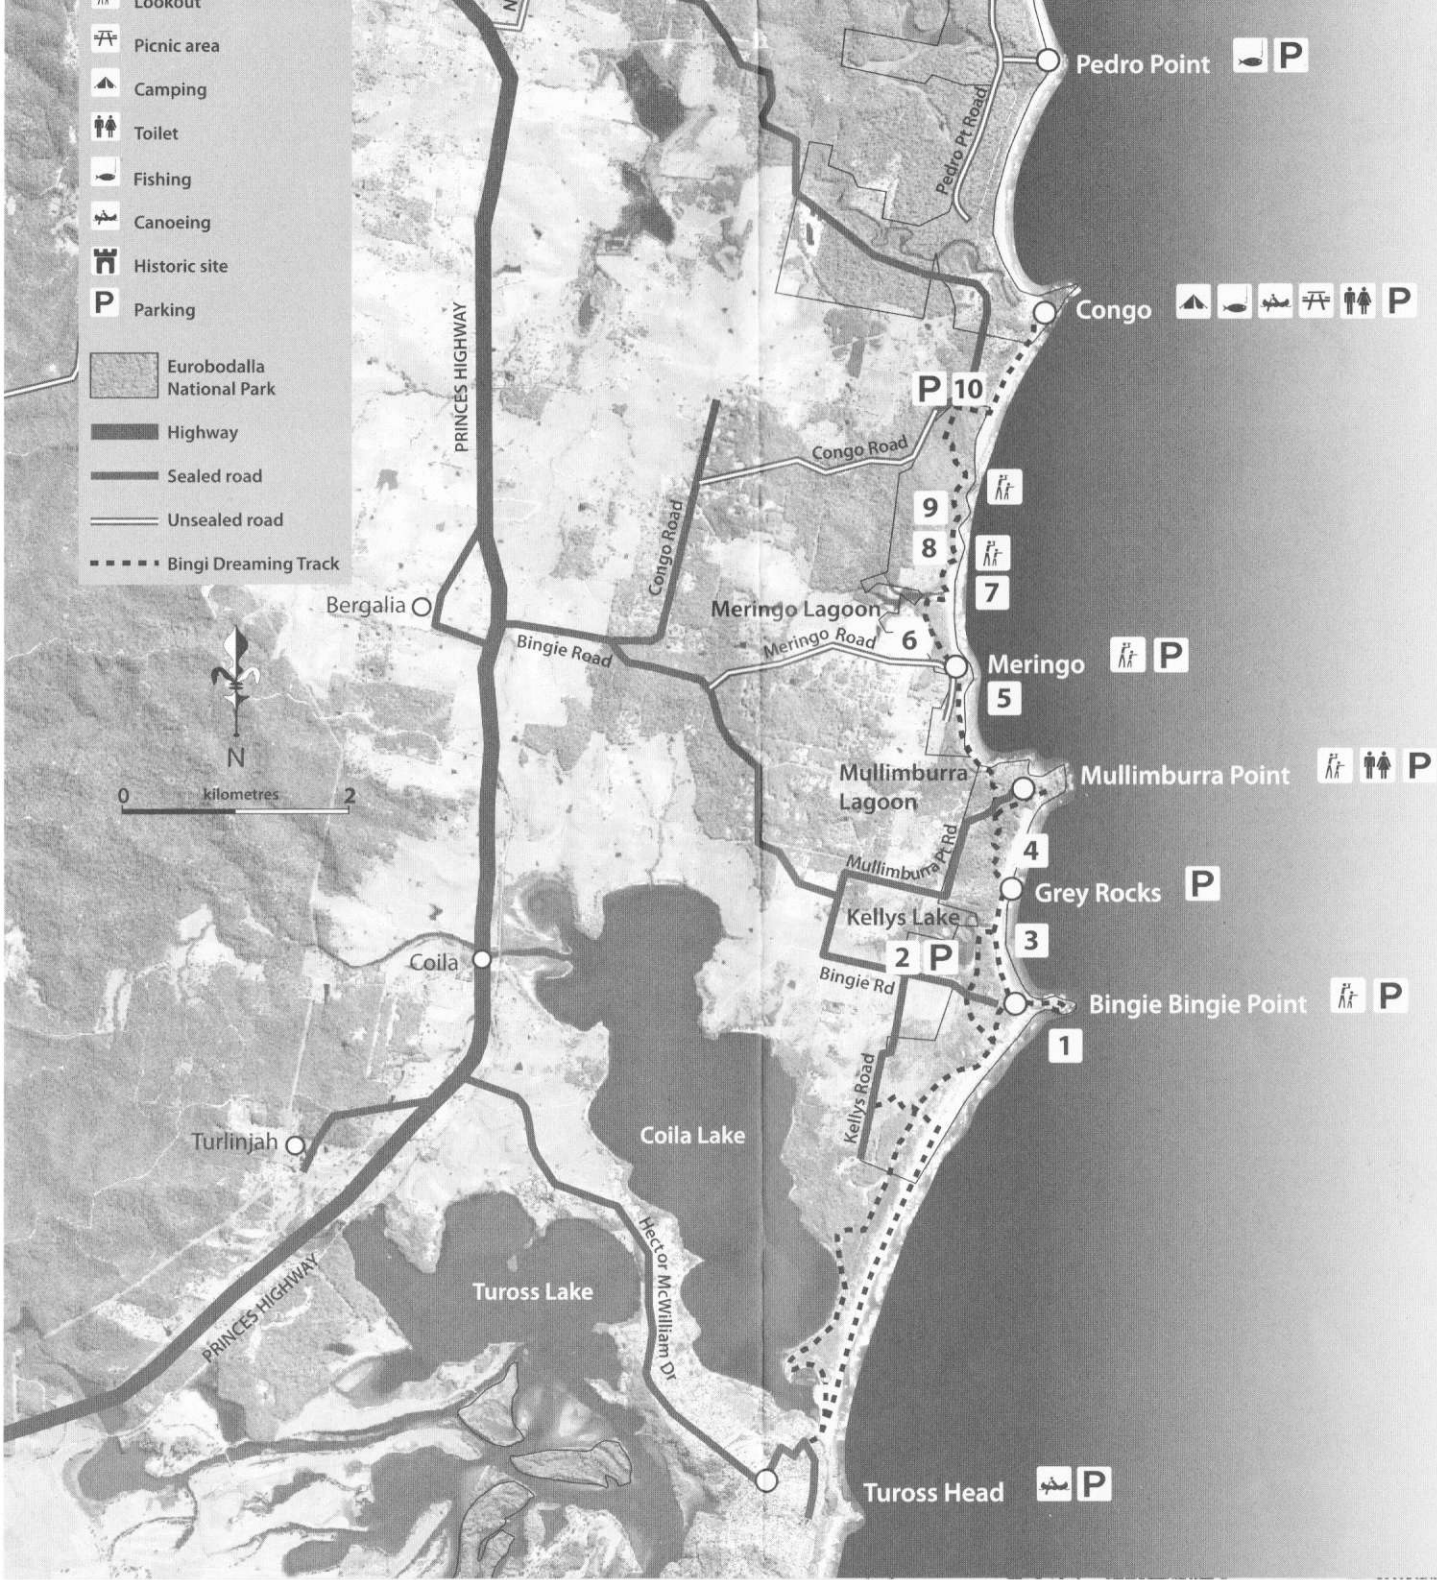 Lookout
Picnic area
Camping
Toilet
Fishing
Canoeing
Historic site
P Parking
Eurobodalla
National Park
Highway
Sealed road
Unsealed road
Bingi Dreaming Track
N
0 kilometres 2
N
PRINCES HIGHWAY
Pedro Pt Road
Pedro Point P
Congo P
P 10
Congo Road
Congo Road
9
8
7
Bergalia
Bingie Road
Meringo Lagoon
Meringo Road
6
Meringo P
5
Mullimburra
Lagoon
Mullimburra Point P
Mullimburra Pt Rd
4
Grey Rocks P
Kellys Lake
3
2 P
Bingie Rd
Bingie Bingie Point P
1
Coila
Kellys Road
Coila Lake
Turlinjah
Tuross Lake
Hector McWilliam Dr
PRINCES HIGHWAY
Tuross Head P